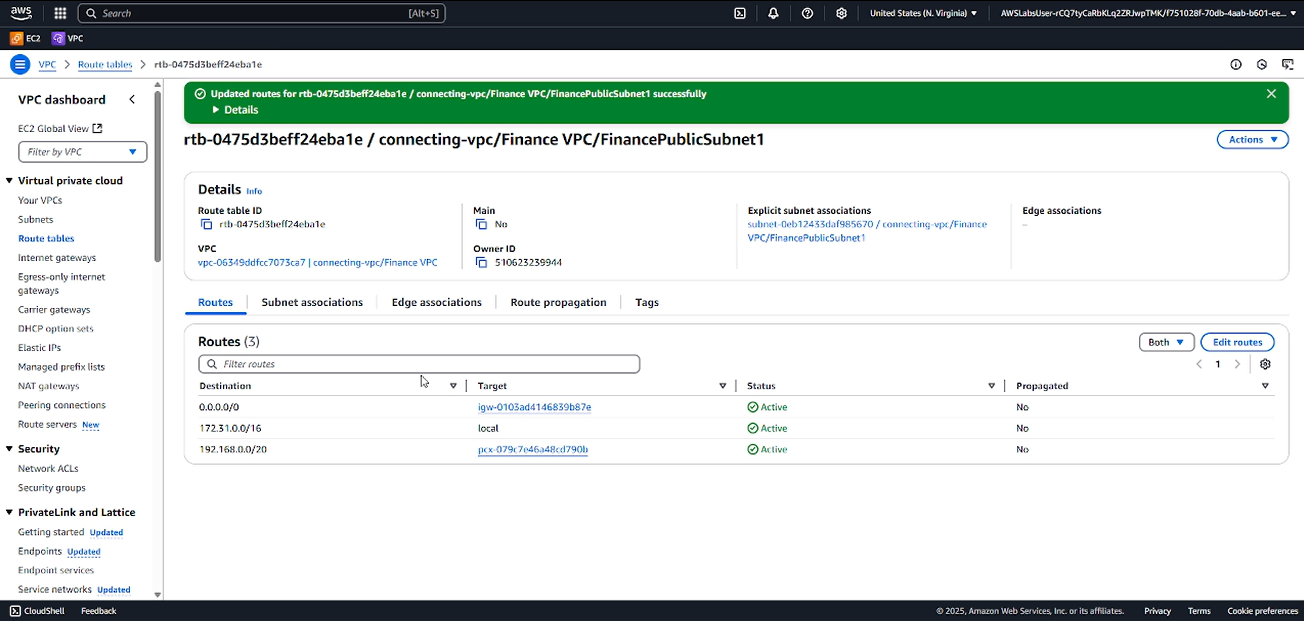 aws
Search [Alt+S] United States (N. Virginia) AWSLabsUser-rCQ7tyCaRbKLq2ZRJwpTMK/f751028f-70db-4aab-b601-ee...
EC2 VPC
VPC > Route tables > rtb-0475d3beff24eba1e
VPC dashboard
EC2 Global View
Filter by VPC
Virtual private cloud
Your VPCs
Subnets
Route tables
Internet gateways
Egress-only internet
gateways
Carrier gateways
DHCP option sets
Elastic IPs
Managed prefix lists
NAT gateways
Peering connections
Route servers New
Security
Network ACLs
Security groups
PrivateLink and Lattice
Getting started Updated
Endpoints Updated
Endpoint services
Service networks Updated
Updated routes for rtb-0475d3beff24eba1e / connecting-vpc/Finance VPC/FinancePublicSubnet1 successfully
Details
rtb-0475d3beff24eba1e / connecting-vpc/Finance VPC/FinancePublicSubnet1
Actions
Details Info
Route table ID
rtb-0475d3beff24eba1e
VPC
vpc-06349ddfcc7073ca7 | connecting-vpc/Finance VPC
Main
No
Owner ID
510623239944
Explicit subnet associations
subnet-0eb12433daf985670 / connecting-vpc/Finance
VPC/FinancePublicSubnet1
Edge associations
–
Routes Subnet associations Edge associations Route propagation Tags
Routes (3)
Both Edit routes
Filter routes
1
Destination Target Status Propagated
0.0.0.0/0 igw-0103ad4146839b87e Active No
172.31.0.0/16 local Active No
192.168.0.0/20 pcx-079c7e46a48cd790b Active No
CloudShell Feedback © 2025, Amazon Web Services, Inc. or its affiliates. Privacy Terms Cookie preferences